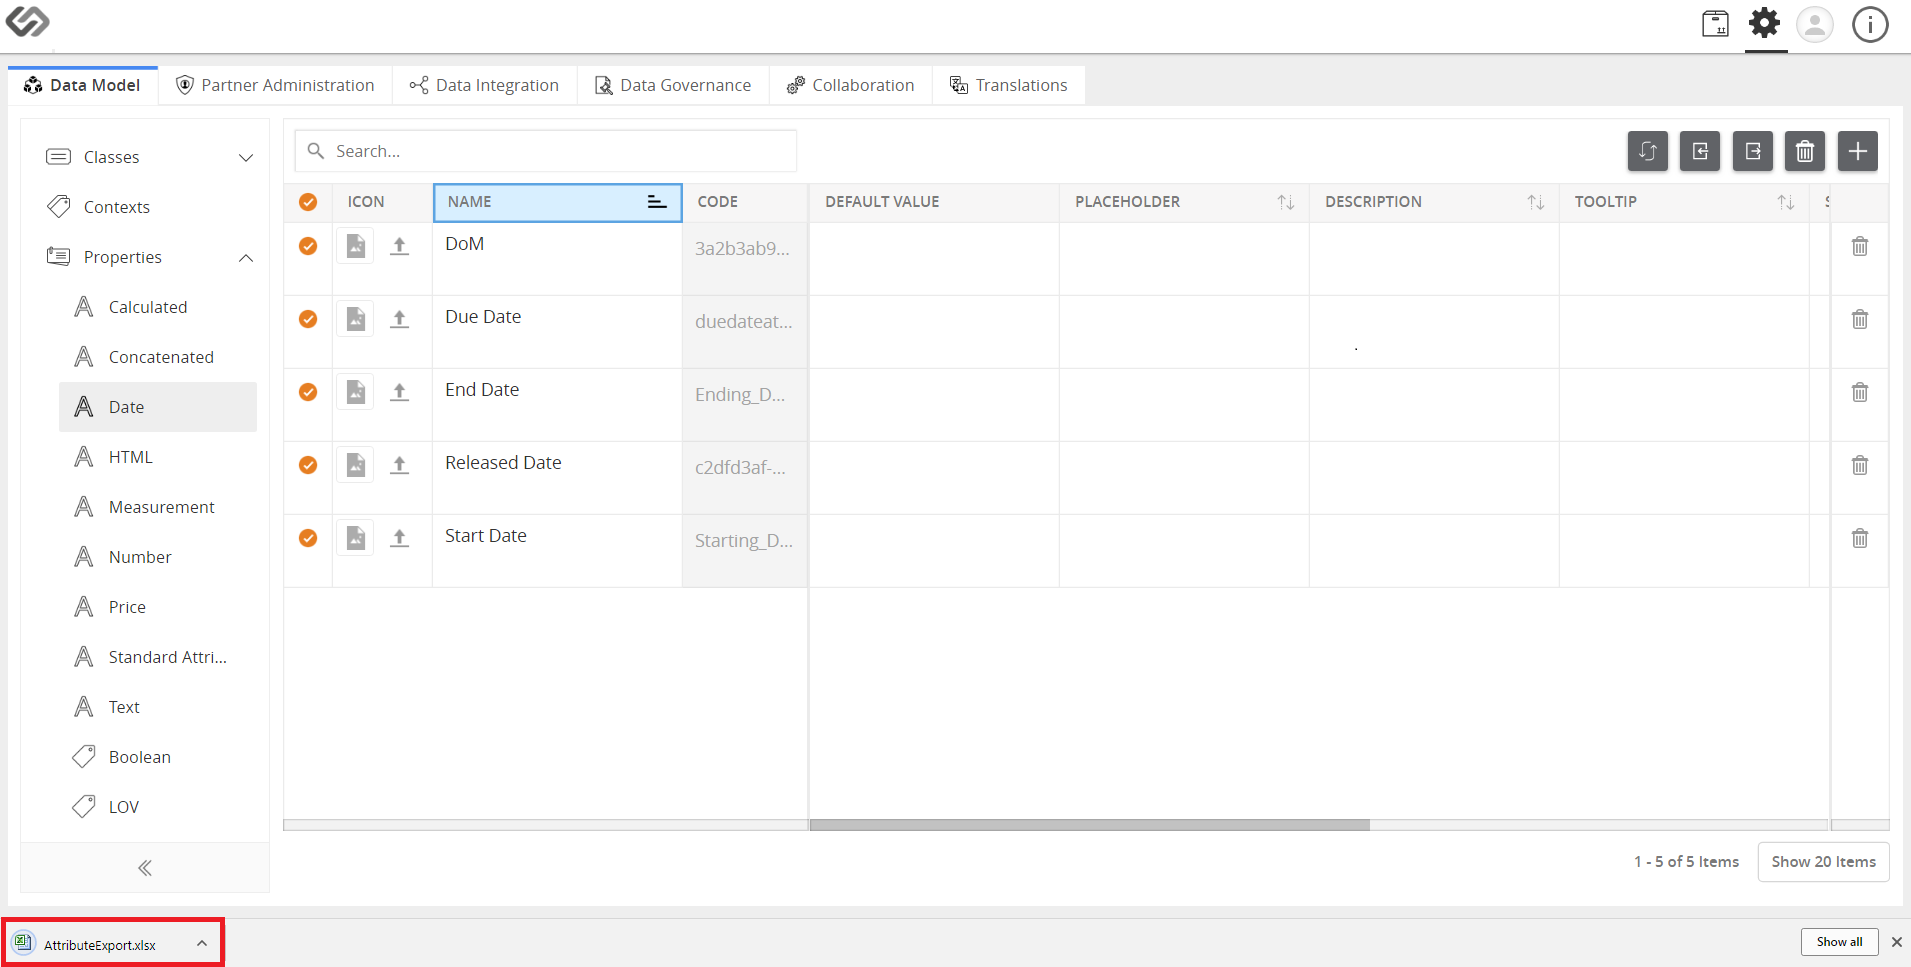 Data Model
Partner Administration
Data Integration
Data Governance
Collaboration
Translations
Classes
Contexts
Properties
Calculated
Concatenated
Date
HTML
Measurement
Number
Price
Standard Attri...
Text
Boolean
LOV
Search...
ICON NAME CODE DEFAULT VALUE PLACEHOLDER DESCRIPTION TOOLTIP
DoM 3a2b3ab9...
Due Date duedateat...
End Date Ending_D...
Released Date c2dfd3af-...
Start Date Starting_D...
1 - 5 of 5 Items
Show 20 Items
AttributeExport.xlsx
Show all